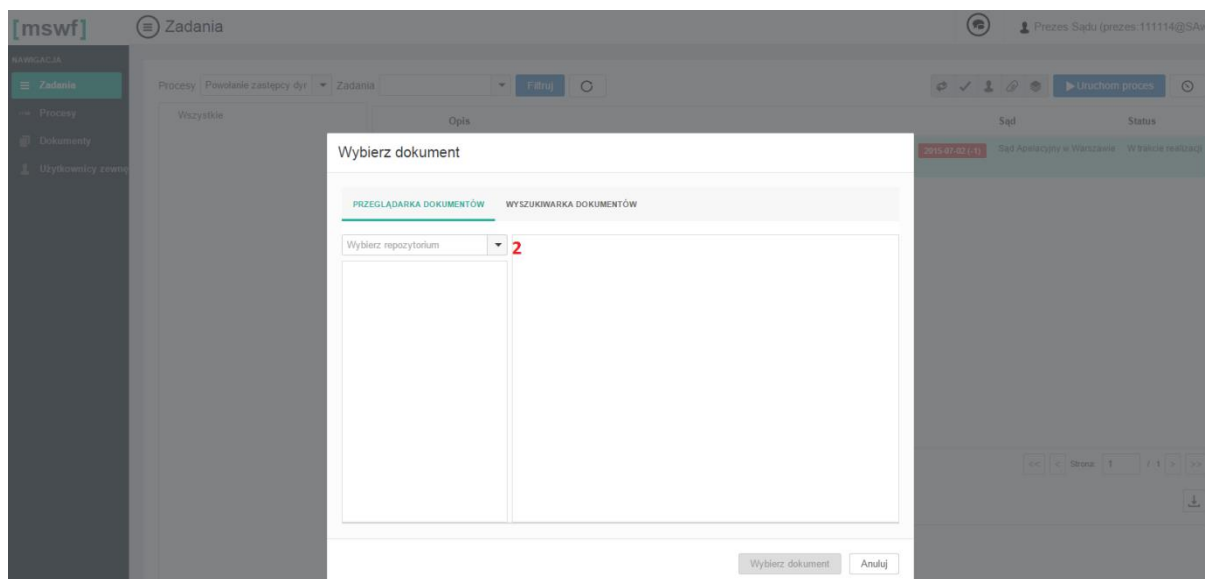 [mswf]
Zadania
Prezes Sądu (prezes.111114@SAw
NAWIGACJA
Zadania
Procesy
Dokumenty
Użytkownicy zewnę
Procesy Powołanie zastępcy dyr Zadania Filtruj Uruchom proces
Wszystkie
Opis Sąd Status
2015-07-02 (-1) Sąd Apelacyjny w Warszawie W trakcie realizacji
Wybierz dokument
PRZEGLĄDARKA DOKUMENTÓW WYSZUKIWARKA DOKUMENTÓW
Wybierz repozytorium 2
<< < Strona 1 / 1 > >>
Wybierz dokument Anuluj